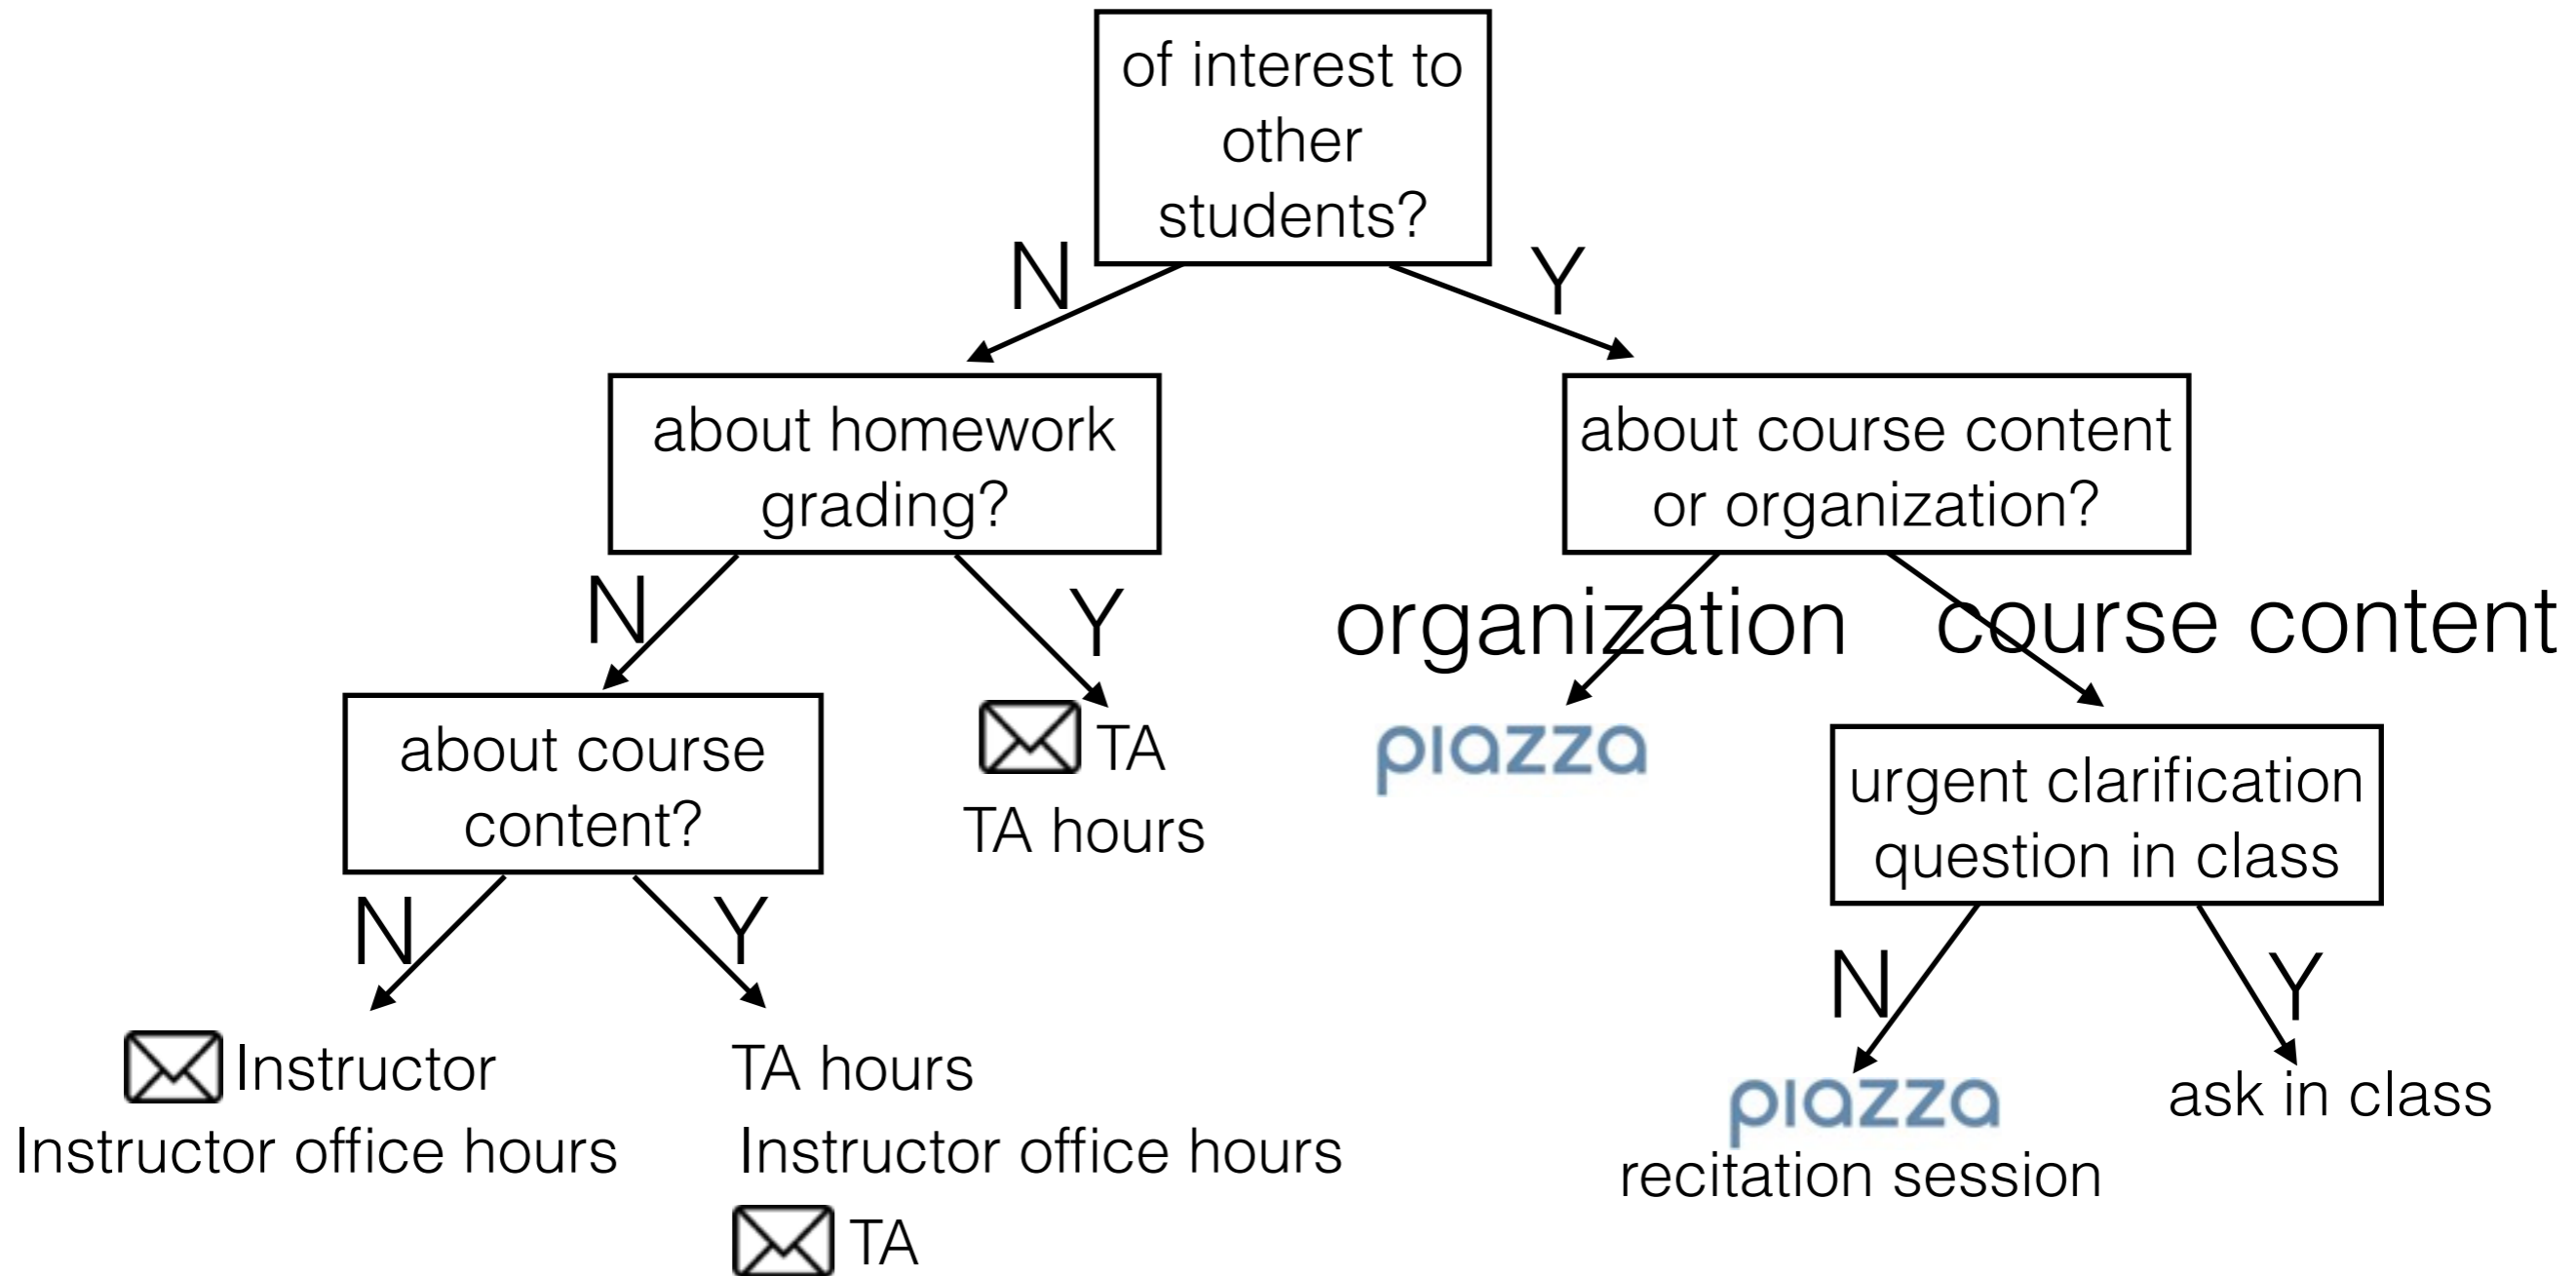 of interest to
other
students?
N
Y
about homework
grading?
about course content
or organization?
N
Y
organization
course content
about course
content?
TA
TA hours
piazza
urgent clarification
question in class
N
Y
N
Y
Instructor
Instructor office hours
TA hours
Instructor office hours
TA
piazza
recitation session
ask in class